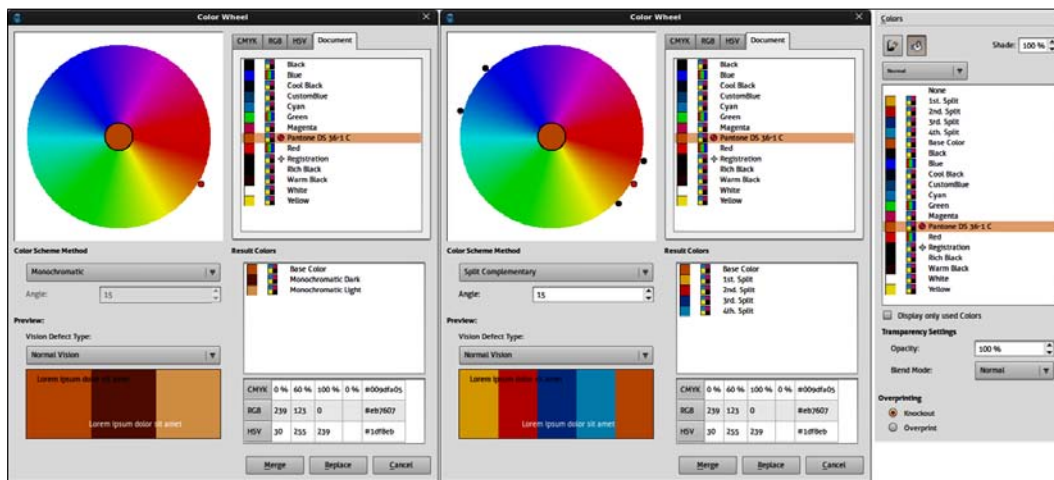 Color Wheel
CMYK RGB HSV Document
Black
Blue
Cool Black
CustomBlue
Cyan
Green
Magenta
Pantone DS 36-1 C
Red
Registration
Rich Black
Warm Black
White
Yellow
Color Scheme Method
Monochromatic
Angle: 15
Preview:
Vision Defect Type:
Normal Vision
Lorem ipsum dolor sit amet
Lorem ipsum dolor sit amet
Result Colors
Base Color
Monochromatic Dark
Monochromatic Light
CMYK 0 % 60 % 100 % 0 % #009dfa05
RGB 239 123 0 #eb7607
HSV 30 255 239 #1df8eb
Merge Replace Cancel
Color Wheel
CMYK RGB HSV Document
Black
Blue
Cool Black
CustomBlue
Cyan
Green
Magenta
Pantone DS 36-1 C
Red
Registration
Rich Black
Warm Black
White
Yellow
Color Scheme Method
Split Complementary
Angle: 15
Preview:
Vision Defect Type:
Normal Vision
Lorem ipsum dolor sit amet
Lorem ipsum dolor sit amet
Result Colors
Base Color
1st. Split
2nd. Split
3rd. Split
4th. Split
CMYK 0 % 60 % 100 % 0 % #009dfa05
RGB 239 123 0 #eb7607
HSV 30 255 239 #1df8eb
Merge Replace Cancel
Colors
Shade: 100 %
Normal
None
1st. Split
2nd. Split
3rd. Split
4th. Split
Base Color
Black
Blue
Cool Black
CustomBlue
Cyan
Green
Magenta
Pantone DS 36-1 C
Red
Registration
Rich Black
Warm Black
White
Yellow
Display only used Colors
Transparency Settings
Opacity: 100 %
Blend Mode: Normal
Overprinting
Knockout
Overprint